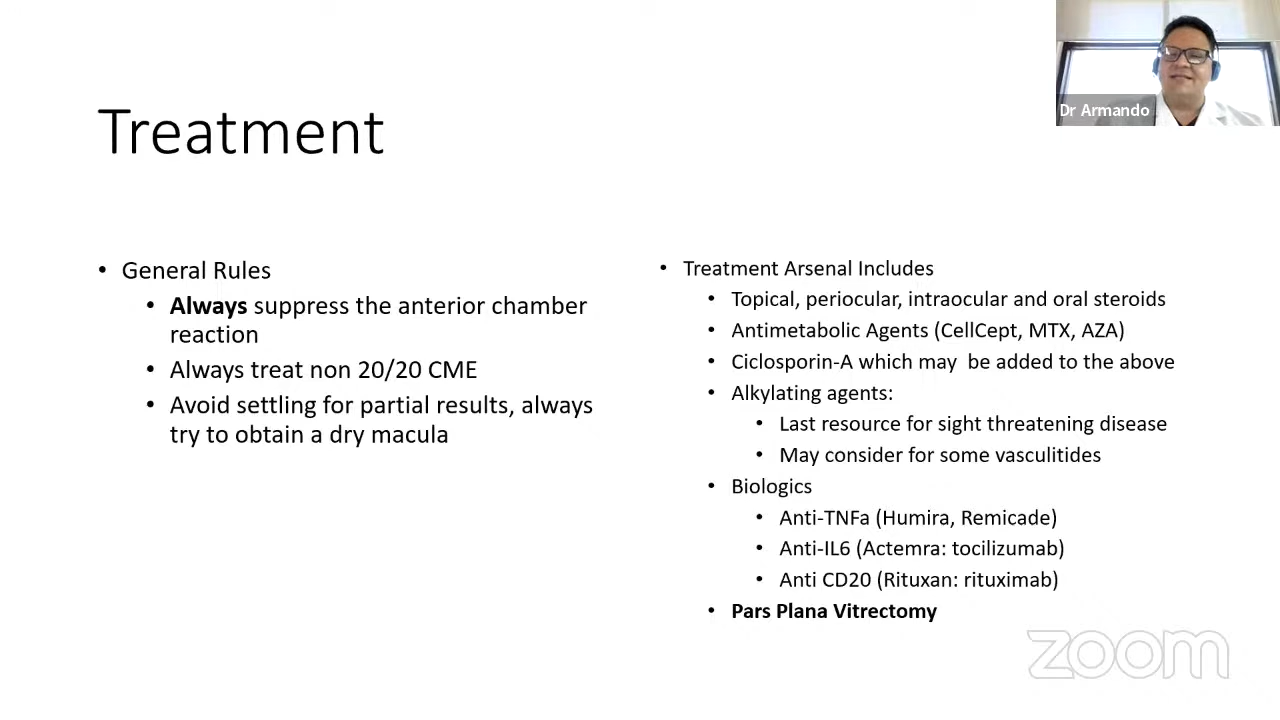 Dr Armando
Treatment
• General Rules
• Always suppress the anterior chamber
reaction
• Always treat non 20/20 CME
• Avoid settling for partial results, always
try to obtain a dry macula
• Treatment Arsenal Includes
• Topical, periocular, intraocular and oral steroids
• Antimetabolic Agents (CellCept, MTX, AZA)
• Ciclosporin-A which may  be added to the above
• Alkylating agents:
• Last resource for sight threatening disease
• May consider for some vasculitides
• Biologics
• Anti-TNFa (Humira, Remicade)
• Anti-IL6 (Actemra: tocilizumab)
• Anti CD20 (Rituxan: rituximab)
• Pars Plana Vitrectomy
zoom